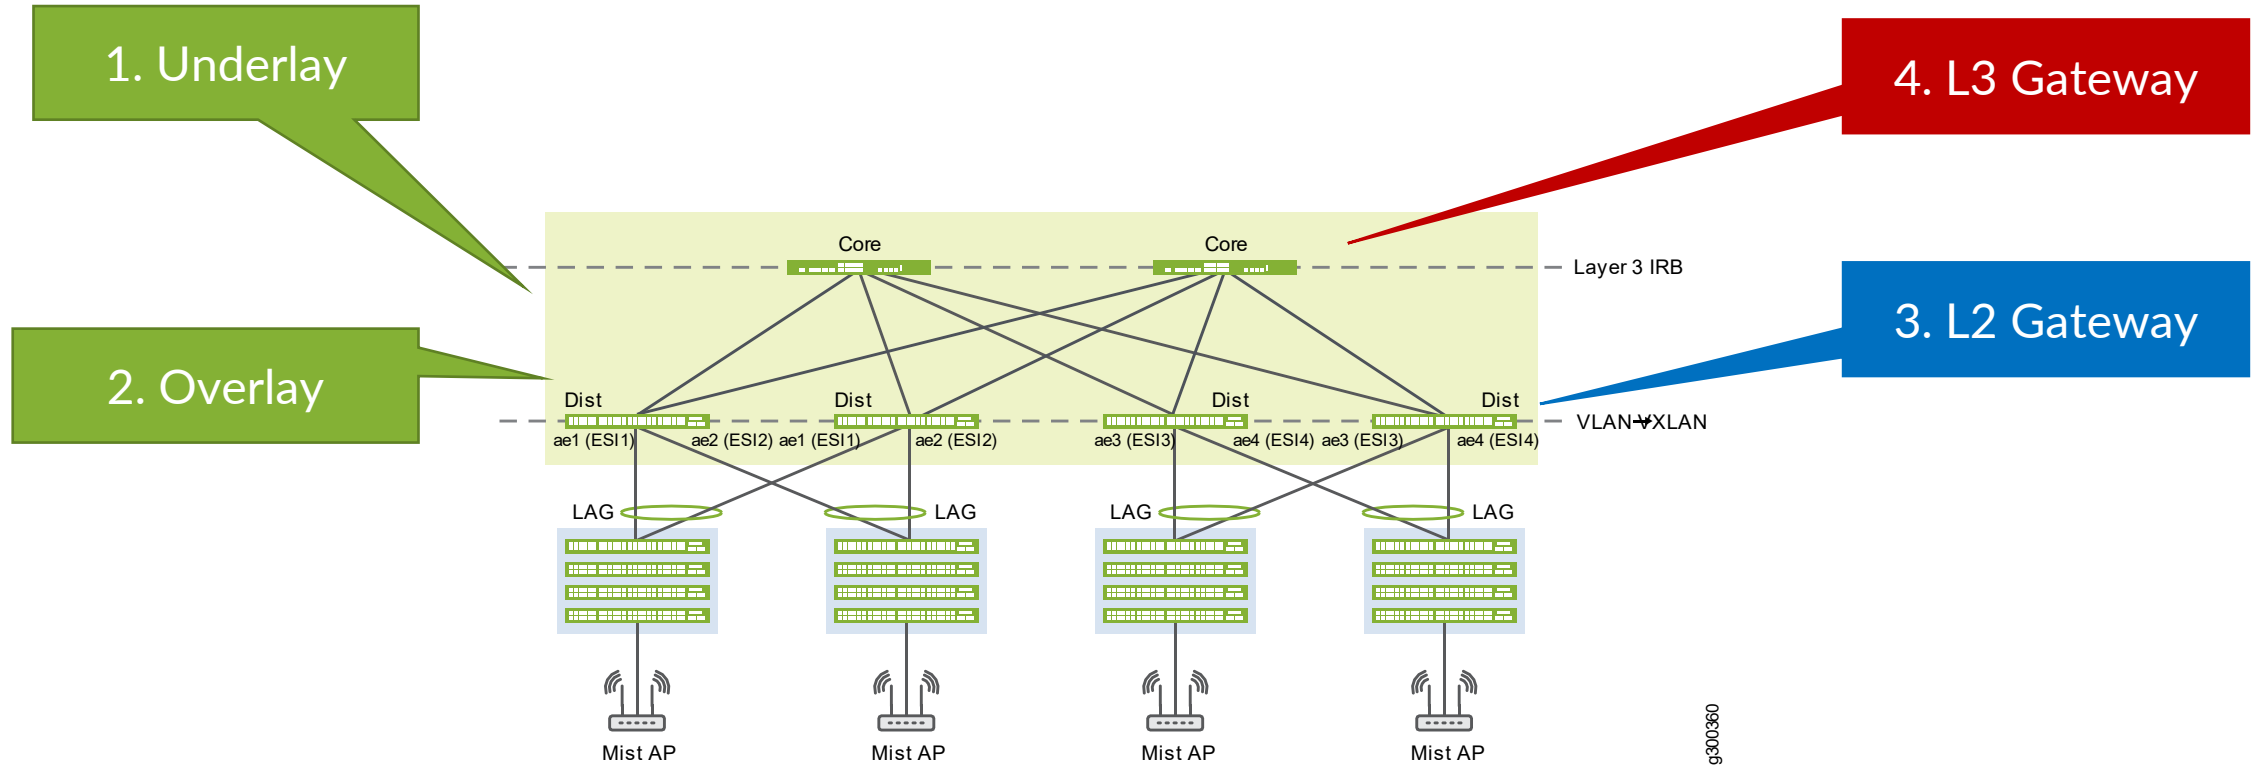 1. Underlay
4. L3 Gateway
Core
Core
Layer 3 IRB
3. L2 Gateway
2. Overlay
Dist
Dist
Dist
Dist
VLAN→VXLAN
ae1 (ESI1)
ae2 (ESI2)
ae1 (ESI1)
ae2 (ESI2)
ae3 (ESI3)
ae4 (ESI4)
ae3 (ESI3)
ae4 (ESI4)
LAG
LAG
LAG
LAG
Mist AP
Mist AP
Mist AP
Mist AP
g300360